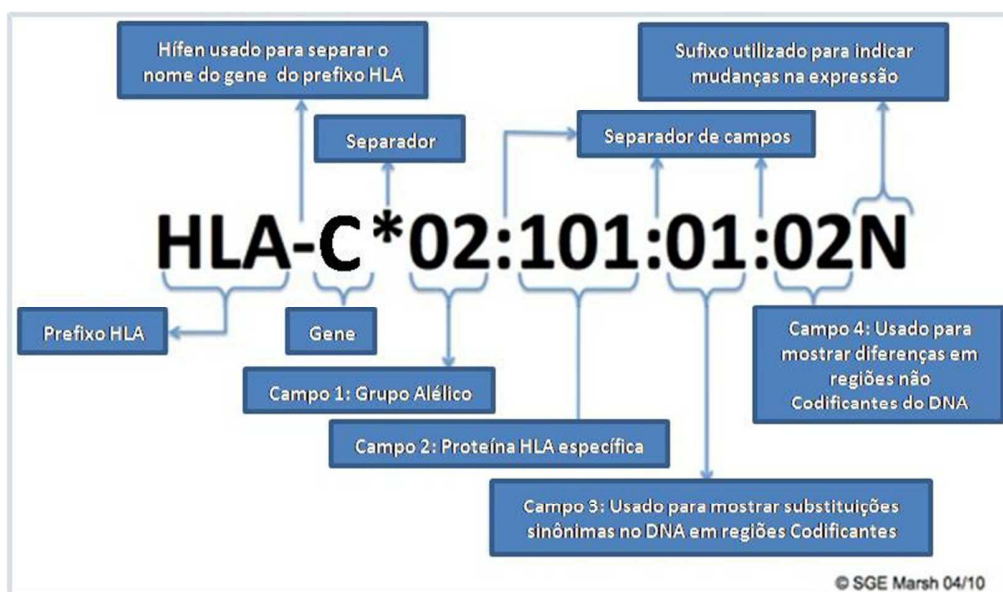 Hífen usado para separar o
nome do gene do prefixo HLA
Sufixo utilizado para indicar
mudanças na expressão
Separador
Separador de campos
HLA-C*02:101:01:02N
Prefixo HLA
Gene
Campo 1: Grupo Alélico
Campo 2: Proteína HLA específica
Campo 3: Usado para mostrar substituições
sinônimas no DNA em regiões Codificantes
Campo 4: Usado para
mostrar diferenças em
regiões não
Codificantes do DNA
© SGE Marsh 04/10